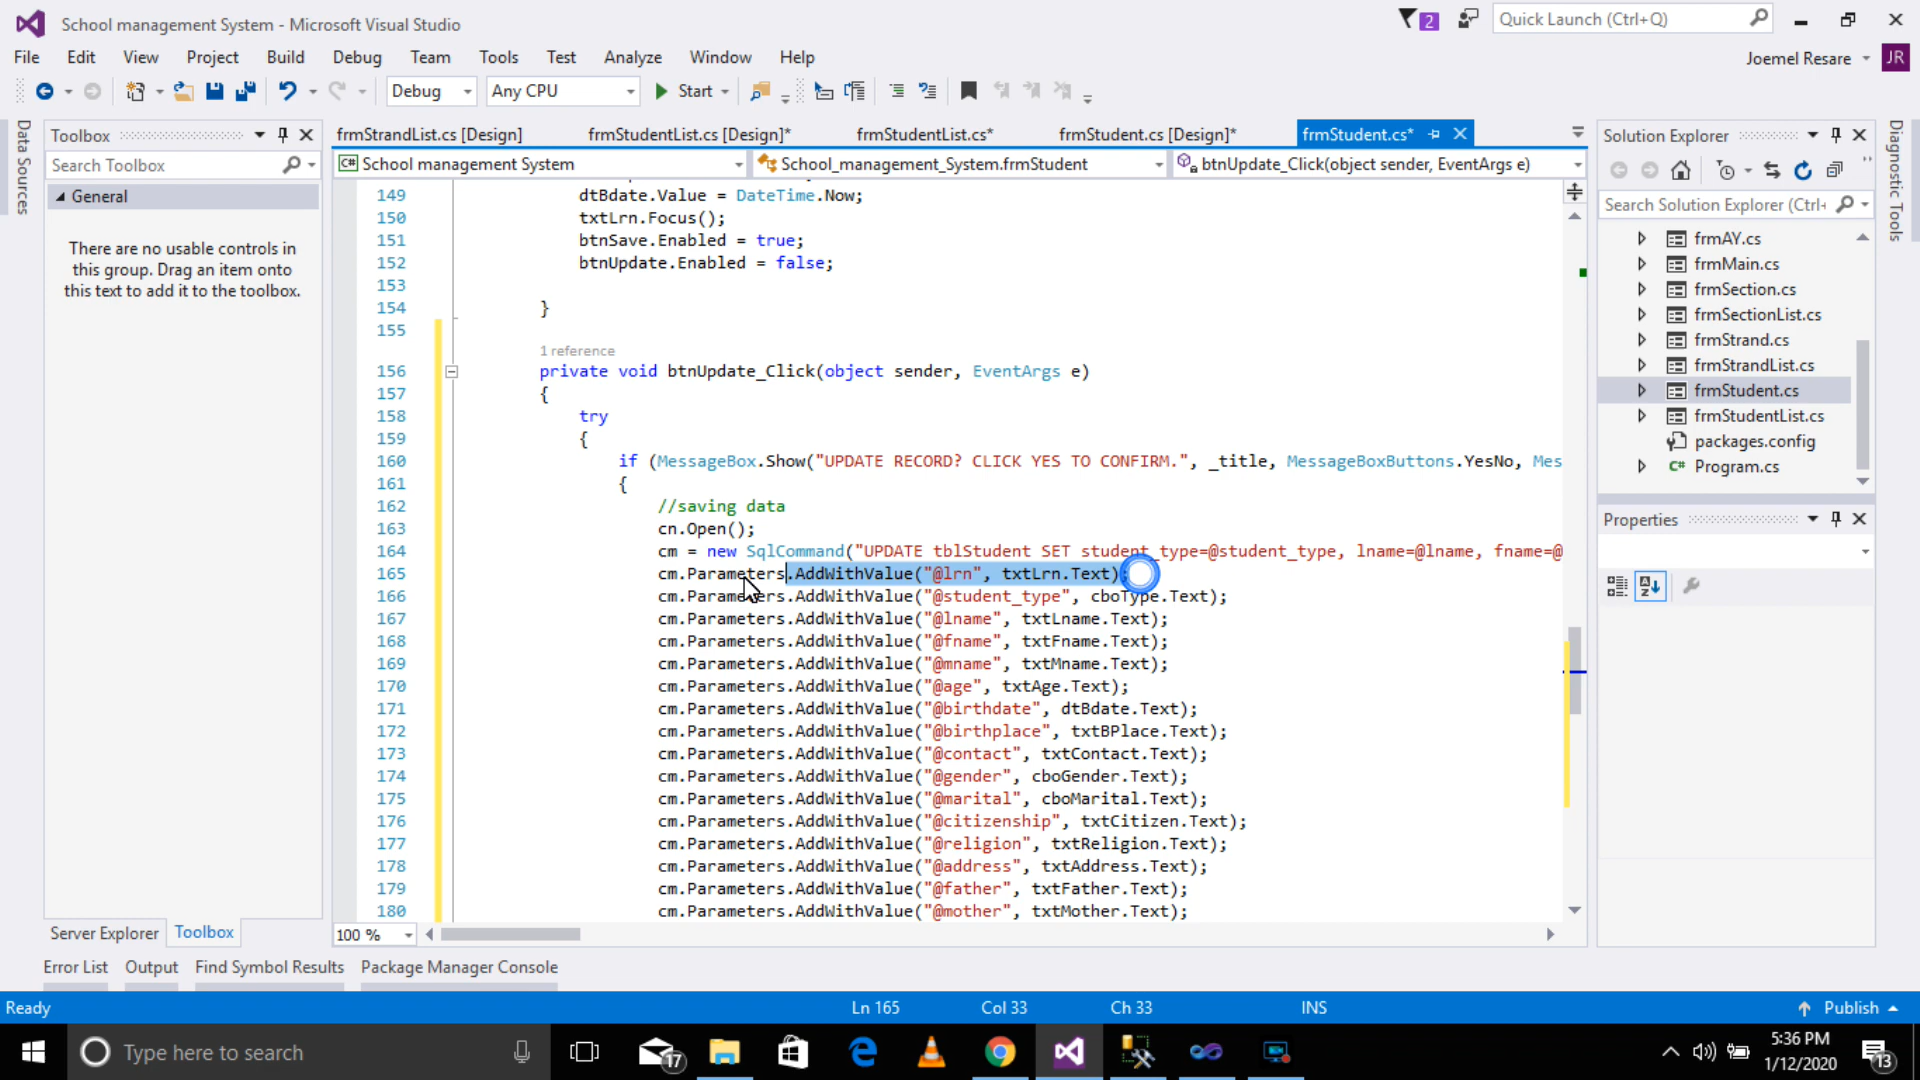 School management System - Microsoft Visual Studio
2
Quick Launch (Ctrl+Q)
File Edit View Project Build Debug Team Tools Test Analyze Window Help
Joemel Resare
JR
Debug
Any CPU
Start
Data Sources
Toolbox
Search Toolbox
General
There are no usable controls in
this group. Drag an item onto
this text to add it to the toolbox.
Server Explorer
Toolbox
frmStrandList.cs [Design]
frmStudentList.cs [Design]*
frmStudentList.cs*
frmStudent.cs [Design]*
frmStudent.cs*
School management System
School_management_System.frmStudent
btnUpdate_Click(object sender, EventArgs e)
149 dtBdate.Value = DateTime.Now;
150 txtLrn.Focus();
151 btnSave.Enabled = true;
152 btnUpdate.Enabled = false;
153
154 }
155
1 reference
156 private void btnUpdate_Click(object sender, EventArgs e)
157 {
158 try
159 {
160 if (MessageBox.Show("UPDATE RECORD? CLICK YES TO CONFIRM.", _title, MessageBoxButtons.YesNo, Mes
161 {
162 //saving data
163 cn.Open();
164 cm = new SqlCommand("UPDATE tblStudent SET student_type=@student_type, lname=@lname, fname=@
165 cm.Parameters.AddWithValue("@lrn", txtLrn.Text);
166 cm.Parameters.AddWithValue("@student_type", cboType.Text);
167 cm.Parameters.AddWithValue("@lname", txtLname.Text);
168 cm.Parameters.AddWithValue("@fname", txtFname.Text);
169 cm.Parameters.AddWithValue("@mname", txtMname.Text);
170 cm.Parameters.AddWithValue("@age", txtAge.Text);
171 cm.Parameters.AddWithValue("@birthdate", dtBdate.Text);
172 cm.Parameters.AddWithValue("@birthplace", txtBPlace.Text);
173 cm.Parameters.AddWithValue("@contact", txtContact.Text);
174 cm.Parameters.AddWithValue("@gender", cboGender.Text);
175 cm.Parameters.AddWithValue("@marital", cboMarital.Text);
176 cm.Parameters.AddWithValue("@citizenship", txtCitizen.Text);
177 cm.Parameters.AddWithValue("@religion", txtReligion.Text);
178 cm.Parameters.AddWithValue("@address", txtAddress.Text);
179 cm.Parameters.AddWithValue("@father", txtFather.Text);
180 cm.Parameters.AddWithValue("@mother", txtMother.Text);
100 %
Solution Explorer
Search Solution Explorer (Ctrl+
frmAY.cs
frmMain.cs
frmSection.cs
frmSectionList.cs
frmStrand.cs
frmStrandList.cs
frmStudent.cs
frmStudentList.cs
packages.config
C# Program.cs
Properties
Diagnostic Tools
Error List Output Find Symbol Results Package Manager Console
Ready
Ln 165
Col 33
Ch 33
INS
Publish
Type here to search
17
5:36 PM
1/12/2020
13